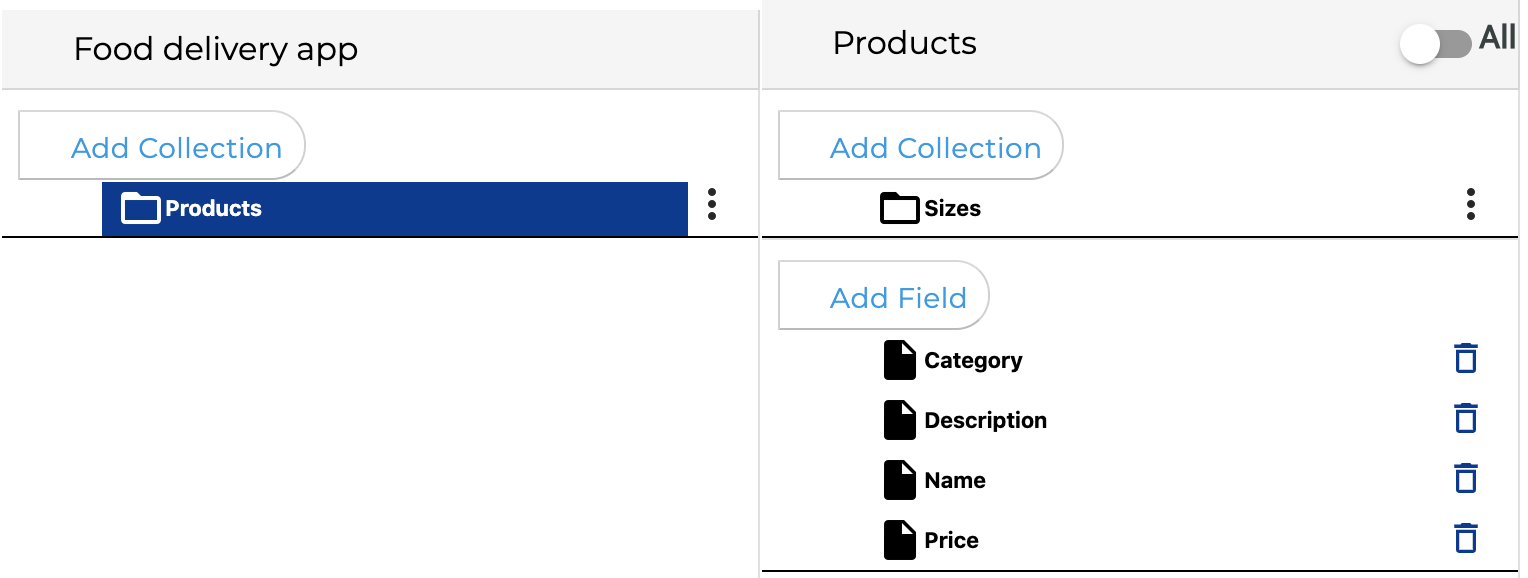 Food delivery app
Add Collection
Products
Products
All
Add Collection
Sizes
Add Field
Category
Description
Name
Price